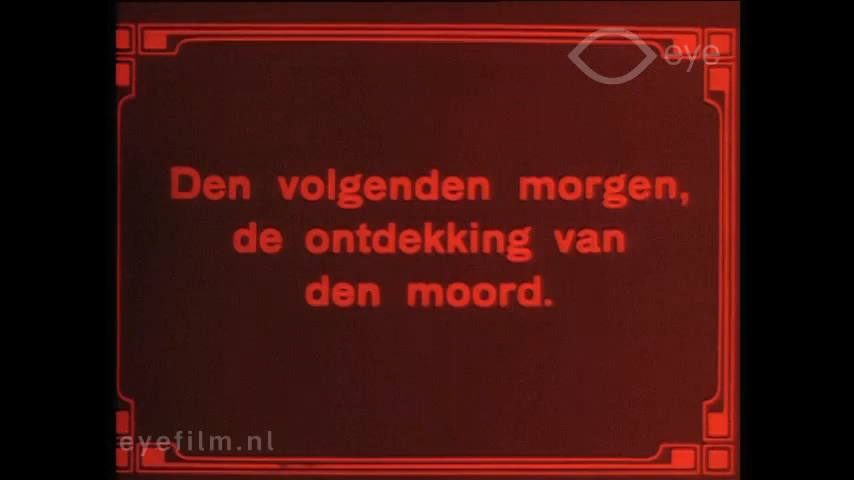 eye
Den volgenden morgen,
de ontdekking van
den moord.
eyefilm.nl